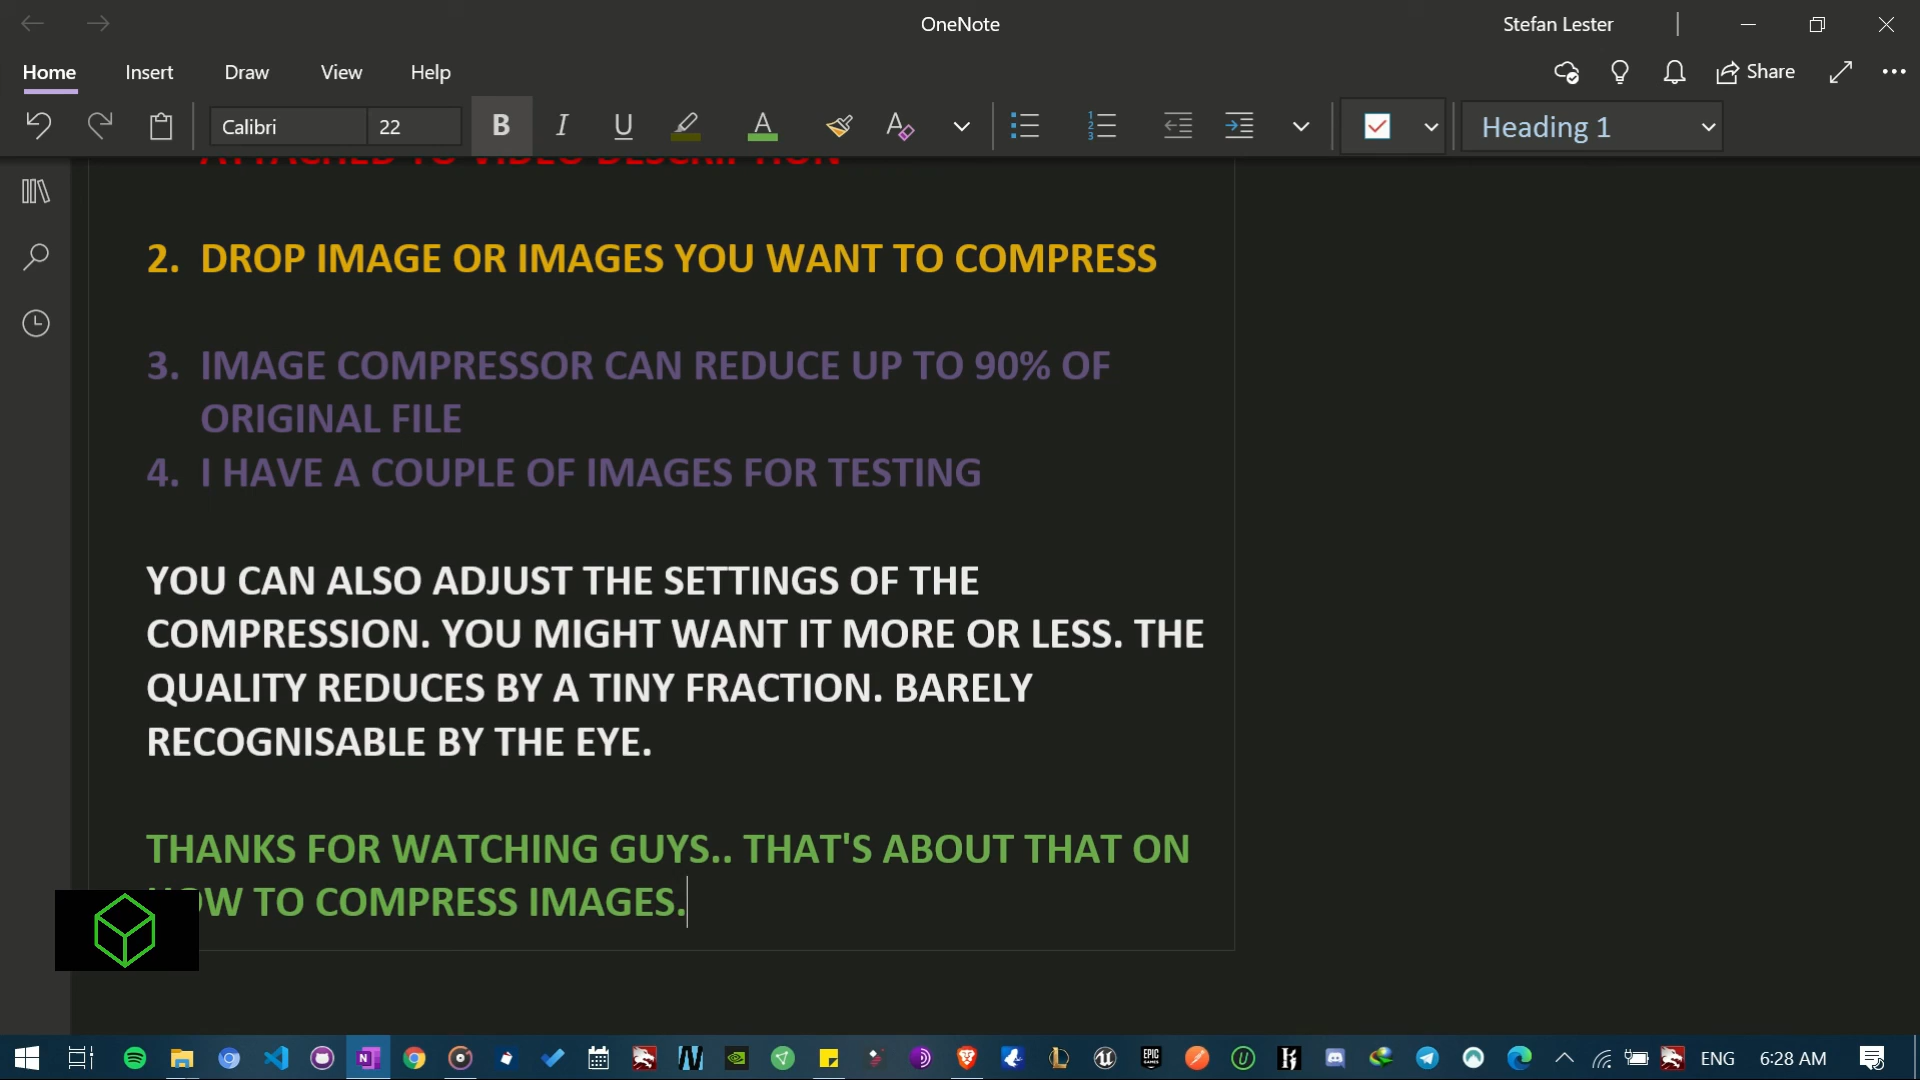 OneNote
Stefan Lester
Home Insert Draw View Help
Share
Calibri 22
Heading 1
ATTACHED TO VIDEO DESCRIPTION
2. DROP IMAGE OR IMAGES YOU WANT TO COMPRESS
3. IMAGE COMPRESSOR CAN REDUCE UP TO 90% OF
ORIGINAL FILE
4. I HAVE A COUPLE OF IMAGES FOR TESTING
YOU CAN ALSO ADJUST THE SETTINGS OF THE
COMPRESSION. YOU MIGHT WANT IT MORE OR LESS. THE
QUALITY REDUCES BY A TINY FRACTION. BARELY
RECOGNISABLE BY THE EYE.
THANKS FOR WATCHING GUYS.. THAT'S ABOUT THAT ON
TO COMPRESS IMAGES.
ENG 6:28 AM